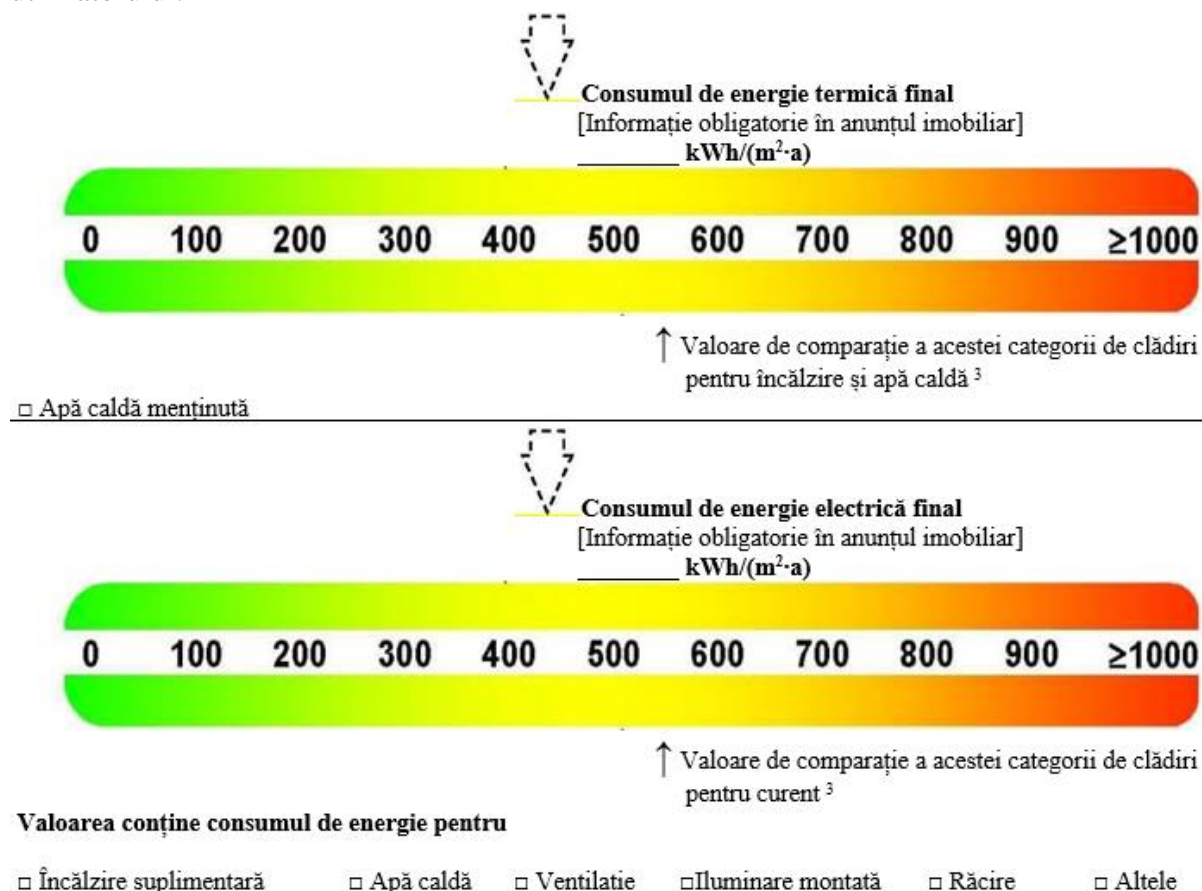 Consumul de energie termică final
[Informație obligatorie în anunțul imobiliar]
________ kWh/(m²·a)
0 100 200 300 400 500 600 700 800 900 ≥1000
↑ Valoare de comparație a acestei categorii de clădiri
pentru încălzire și apă caldă ³
□ Apă caldă menținută
Consumul de energie electrică final
[Informație obligatorie în anunțul imobiliar]
________ kWh/(m²·a)
0 100 200 300 400 500 600 700 800 900 ≥1000
↑ Valoare de comparație a acestei categorii de clădiri
pentru curent ³
Valoarea conține consumul de energie pentru
□ Încălzire suplimentară □ Apă caldă □ Ventilație □Iluminare montată □ Răcire □ Altele